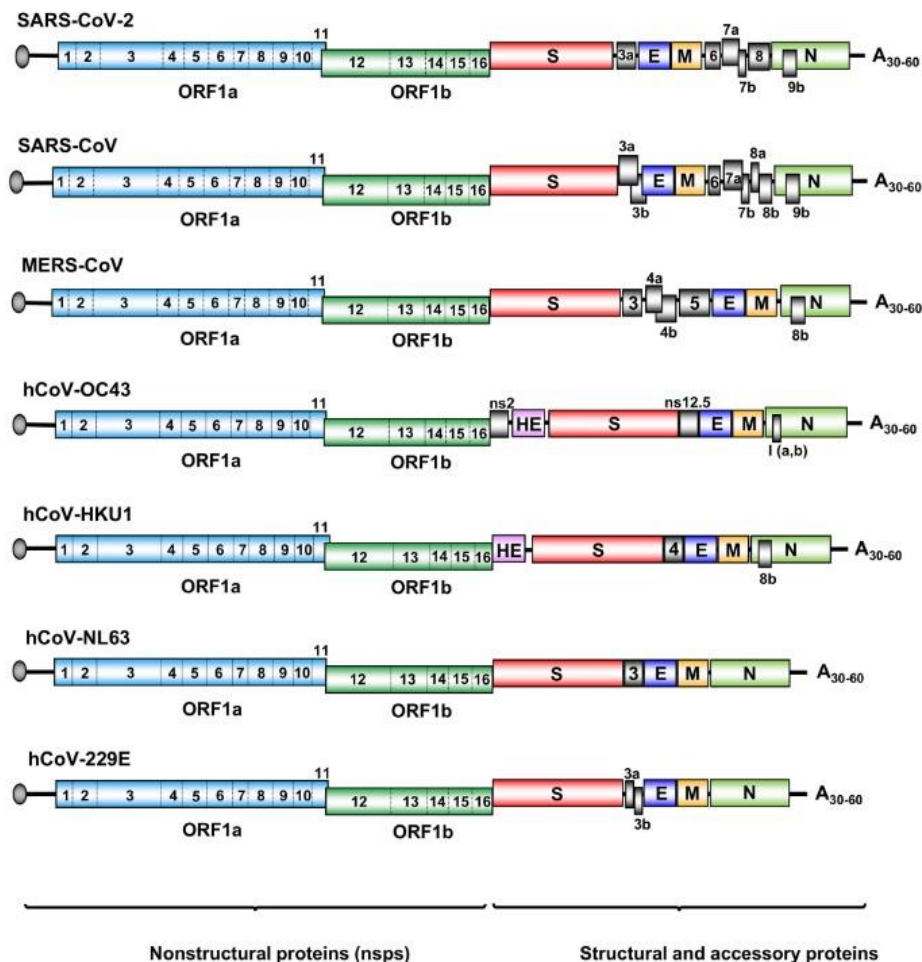 SARS-CoV-2
11 7a
1 2 3 4 5 6 7 8 9 10 12 13 14 15 16 S 3a E M 6 8 N A30-60
ORF1a ORF1b 7b 9b
SARS-CoV
11 3a 8a
1 2 3 4 5 6 7 8 9 10 12 13 14 15 16 S E M 6 7a N A30-60
ORF1a ORF1b 3b 7b 8b 9b
MERS-CoV
11 4a
1 2 3 4 5 6 7 8 9 10 12 13 14 15 16 S 3 5 E M N A30-60
ORF1a ORF1b 4b 8b
hCoV-OC43
11 ns2 ns12.5
1 2 3 4 5 6 7 8 9 10 12 13 14 15 16 HE S E M N A30-60
ORF1a ORF1b I (a,b)
hCoV-HKU1
11
1 2 3 4 5 6 7 8 9 10 12 13 14 15 16 HE S 4 E M N A30-60
ORF1a ORF1b 8b
hCoV-NL63
11
1 2 3 4 5 6 7 8 9 10 12 13 14 15 16 S 3 E M N A30-60
ORF1a ORF1b
hCoV-229E
11 3a
1 2 3 4 5 6 7 8 9 10 12 13 14 15 16 S E M N A30-60
ORF1a ORF1b 3b
Nonstructural proteins (nsps) Structural and accessory proteins